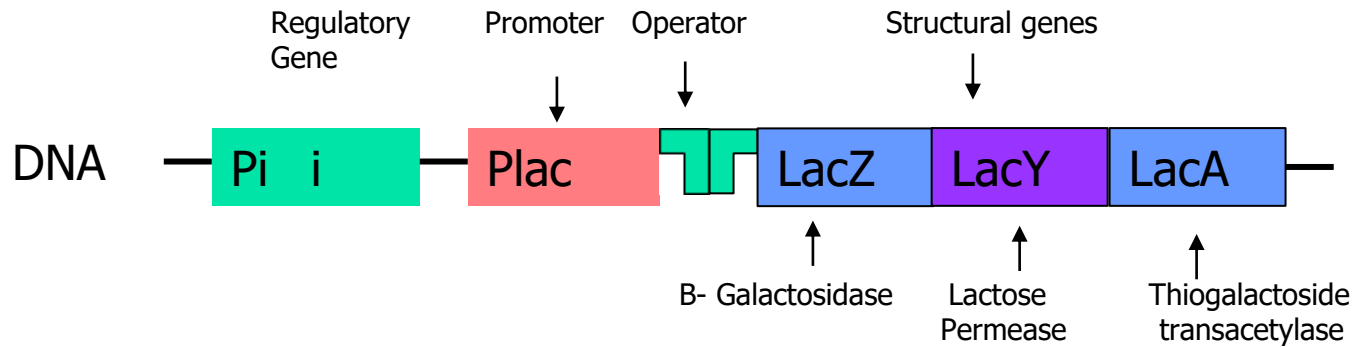 Regulatory
Gene
Promoter
Operator
Structural genes
DNA
Pi i
Plac
LacZ
LacY
LacA
B- Galactosidase
Lactose
Permease
Thiogalactoside
transacetylase